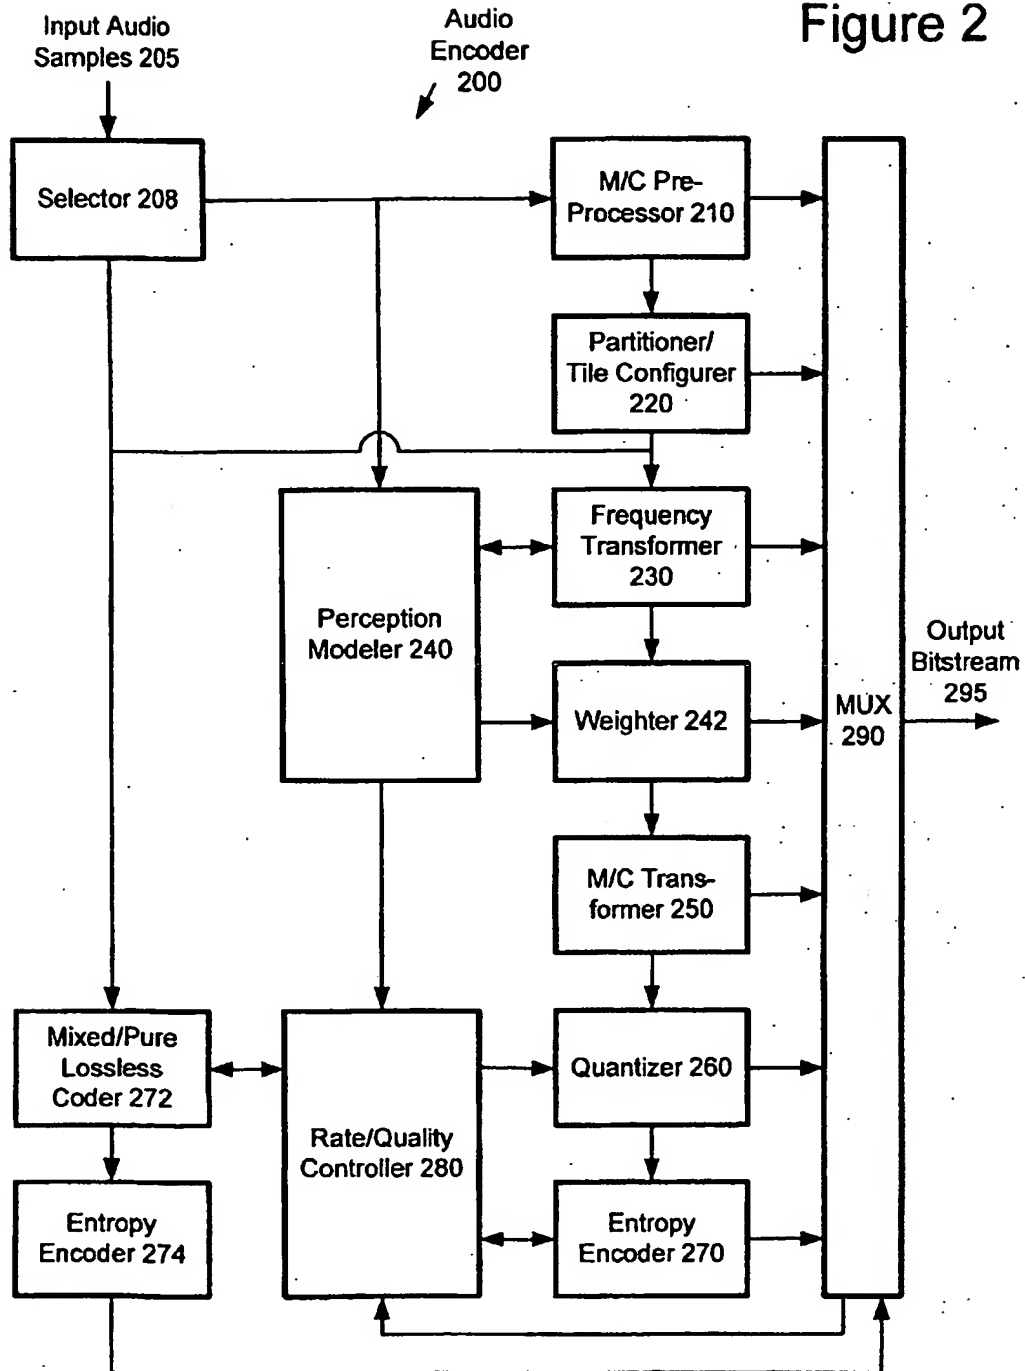 Input Audio
Samples 205
Audio
Encoder
200
Figure 2
Selector 208
M/C Pre-
Processor 210
Partitioner/
Tile Configurer
220
Frequency
Transformer
230
Perception
Modeler 240
Weighter 242
MUX
290
Output
Bitstream
295
M/C Trans-
former 250
Mixed/Pure
Lossless
Coder 272
Rate/Quality
Controller 280
Quantizer 260
Entropy
Encoder 274
Entropy
Encoder 270